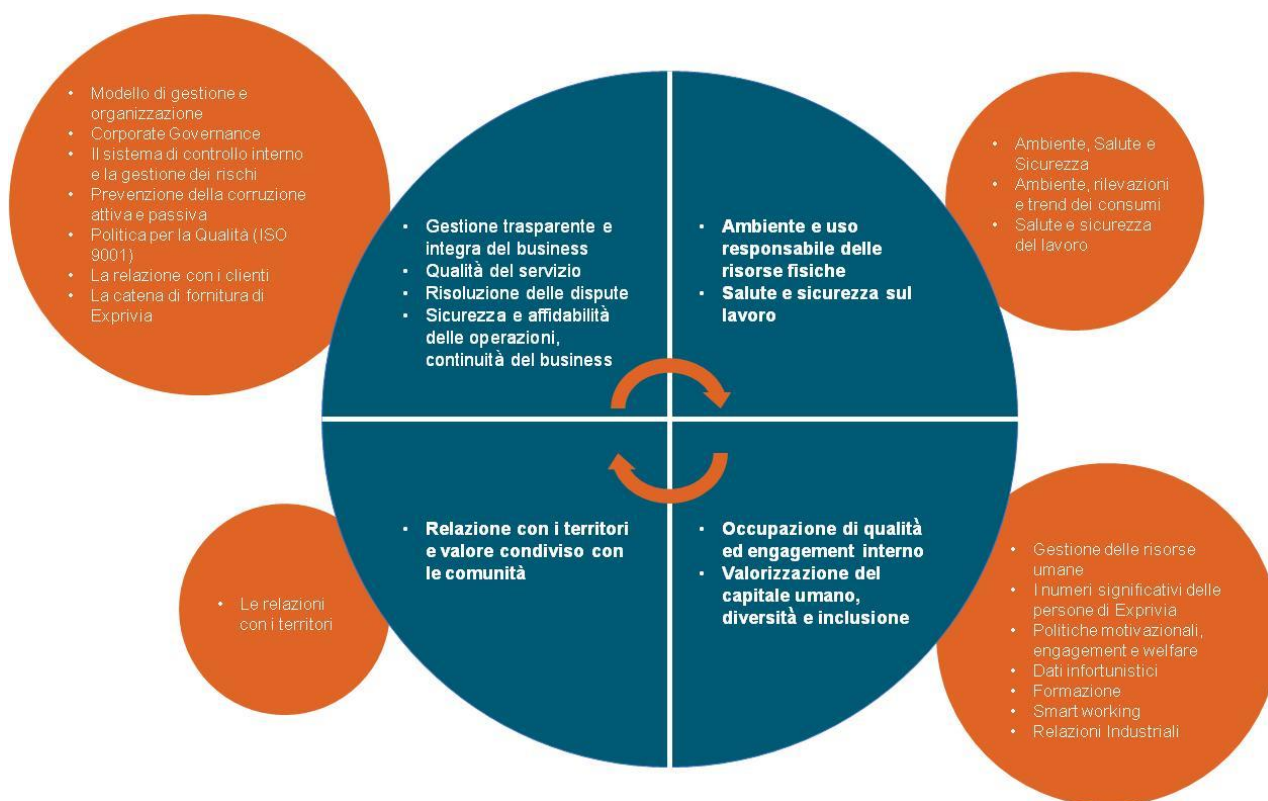 • Modello di gestione e
organizzazione
• Corporate Governance
• Il sistema di controllo interno
e la gestione dei rischi
• Prevenzione della corruzione
attiva e passiva
• Politica per la Qualità (ISO
9001)
• La relazione con i clienti
• La catena di fornitura di
Exprivia
• Gestione trasparente e
integra del business
• Qualità del servizio
• Risoluzione delle dispute
• Sicurezza e affidabilità
delle operazioni,
continuità del business
• Ambiente e uso
responsabile delle
risorse fisiche
• Salute e sicurezza sul
lavoro
• Ambiente, Salute e
Sicurezza
• Ambiente, rilevazioni
e trend dei consumi
• Salute e sicurezza
del lavoro
• Le relazioni
con i territori
• Relazione con i territori
e valore condiviso con
le comunità
• Occupazione di qualità
ed engagement interno
• Valorizzazione del
capitale umano,
diversità e inclusione
• Gestione delle risorse
umane
• I numeri significativi delle
persone di Exprivia
• Politiche motivazionali,
engagement e welfare
• Dati infortunistici
• Formazione
• Smart working
• Relazioni Industriali